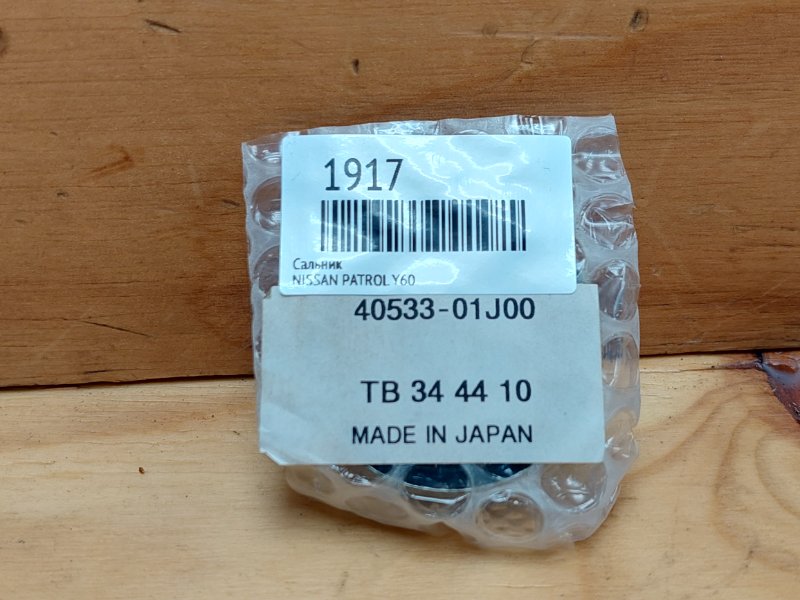 1917
Сальник
NISSAN PATROL Y60
40533-01J00
TB 34 44 10
MADE IN JAPAN